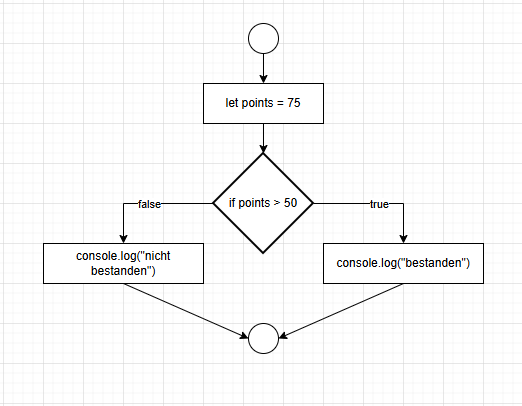 let points = 75
if points > 50
false
true
console.log("nicht
bestanden")
console.log("bestanden")